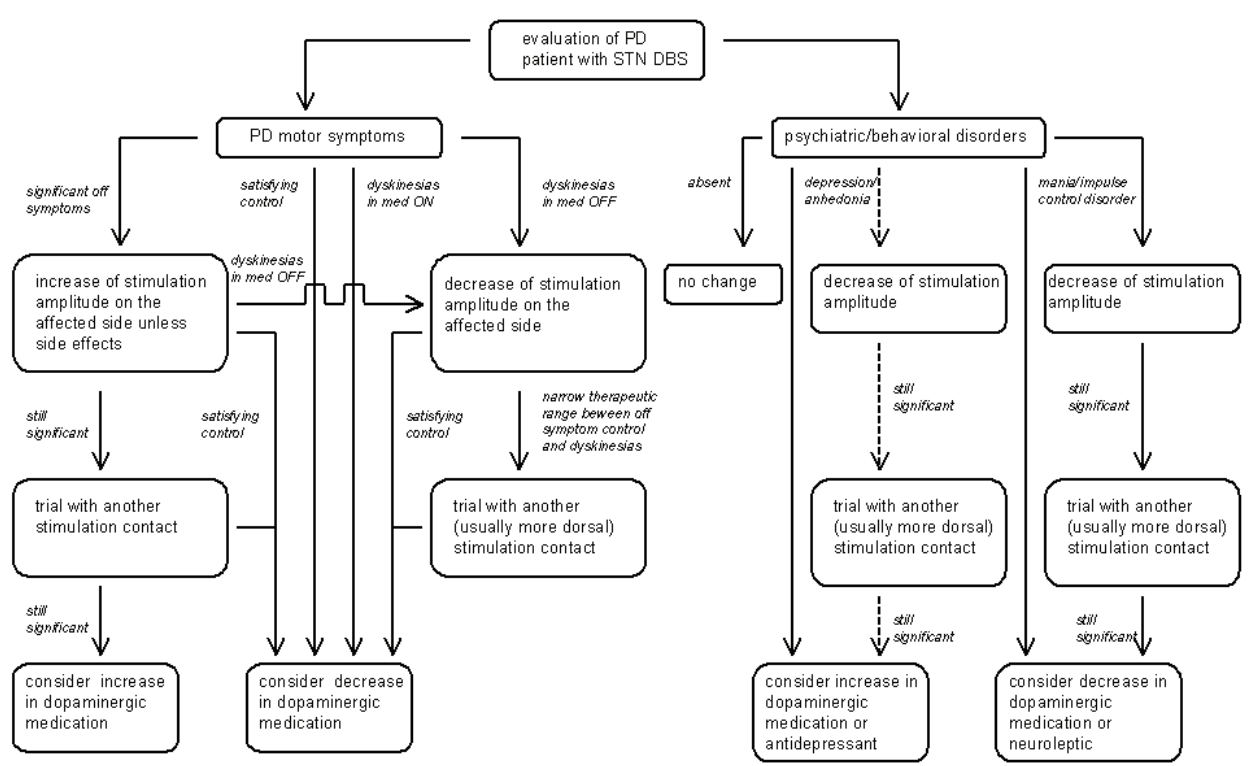 evaluation of PD
patient with STN DBS
PD motor symptoms
psychiatric/behavioral disorders
significant off
symptoms
satisfying
control
dyskinesias
in med ON
dyskinesias
in med OFF
absent
depression/
anhedonia
mania/impulse
control disorder
increase of stimulation
amplitude on the
affected side unless
side effects
dyskinesias
in med OFF
decrease of stimulation
amplitude on the
affected side
no change
decrease of stimulation
amplitude
decrease of stimulation
amplitude
still
significant
satisfying
control
satisfying
control
narrow therapeutic
range beween off
symptom control
and dyskinesias
still
significant
still
significant
trial with another
stimulation contact
trial with another
(usually more dorsal)
stimulation contact
trial with another
(usually more dorsal)
stimulation contact
trial with another
(usually more dorsal)
stimulation contact
still
significant
still
significant
still
significant
consider increase
in dopaminergic
medication
consider decrease
in dopaminergic
medication
consider increase in
dopaminergic
medication or
antidepressant
consider decrease in
dopaminergic
medication or
neuroleptic